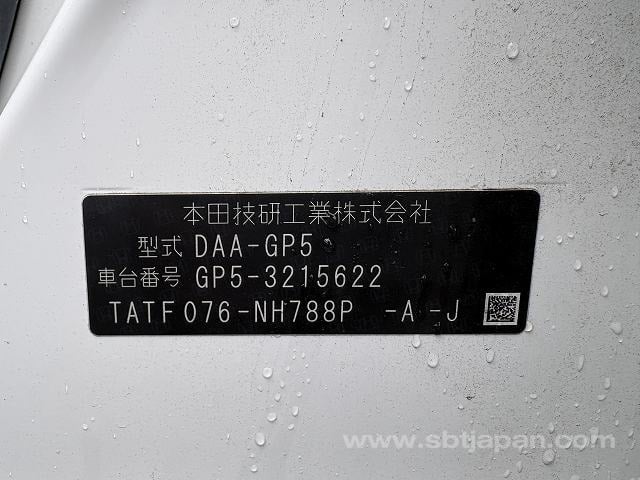 本田技研工業株式会社
型式 DAA-GP5
車台番号 GP5-3215622
TATF076-NH788P -A -J
www.sbtjapan.com